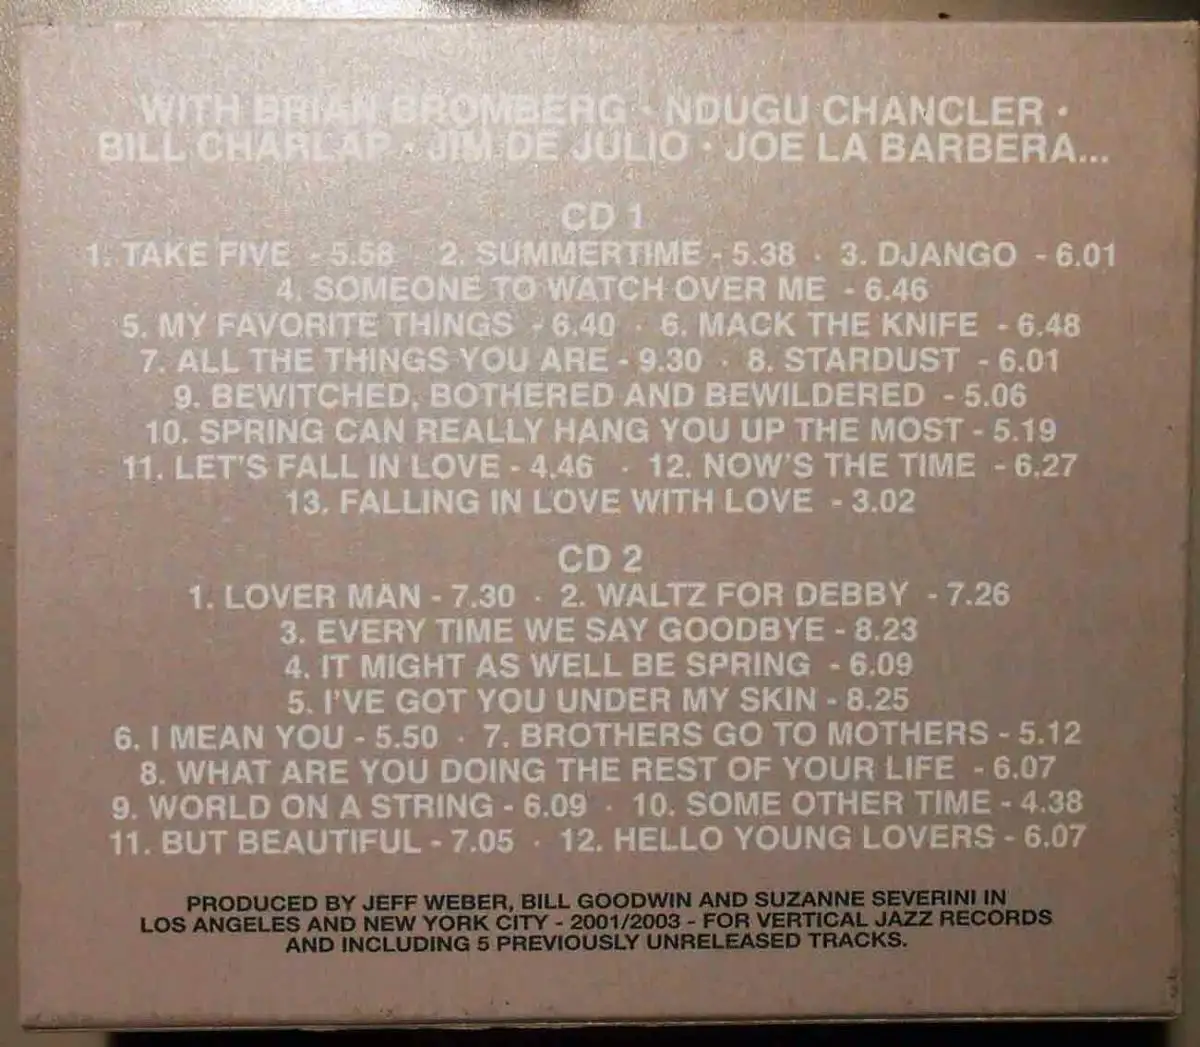 WITH BRIAN BROMBERG · NDUGU CHANCLER ·
BILL CHARLAP · JIM DE JULIO · JOE LA BARBERA...
CD 1
1. TAKE FIVE - 5.58 2. SUMMERTIME - 5.38 · 3. DJANGO - 6.01
4. SOMEONE TO WATCH OVER ME - 6.46
5. MY FAVORITE THINGS - 6.40 · 6. MACK THE KNIFE - 6.48
7. ALL THE THINGS YOU ARE - 9.30 · 8. STARDUST - 6.01
9. BEWITCHED, BOTHERED AND BEWILDERED - 5.06
10. SPRING CAN REALLY HANG YOU UP THE MOST - 5.19
11. LET'S FALL IN LOVE - 4.46 · 12. NOW'S THE TIME - 6.27
13. FALLING IN LOVE WITH LOVE - 3.02
CD 2
1. LOVER MAN - 7.30 · 2. WALTZ FOR DEBBY - 7.26
3. EVERY TIME WE SAY GOODBYE - 8.23
4. IT MIGHT AS WELL BE SPRING - 6.09
5. I'VE GOT YOU UNDER MY SKIN - 8.25
6. I MEAN YOU - 5.50 · 7. BROTHERS GO TO MOTHERS - 5.12
8. WHAT ARE YOU DOING THE REST OF YOUR LIFE - 6.07
9. WORLD ON A STRING - 6.09 · 10. SOME OTHER TIME - 4.38
11. BUT BEAUTIFUL - 7.05 · 12. HELLO YOUNG LOVERS - 6.07
PRODUCED BY JEFF WEBER, BILL GOODWIN AND SUZANNE SEVERINI IN
LOS ANGELES AND NEW YORK CITY - 2001/2003 - FOR VERTICAL JAZZ RECORDS
AND INCLUDING 5 PREVIOUSLY UNRELEASED TRACKS.